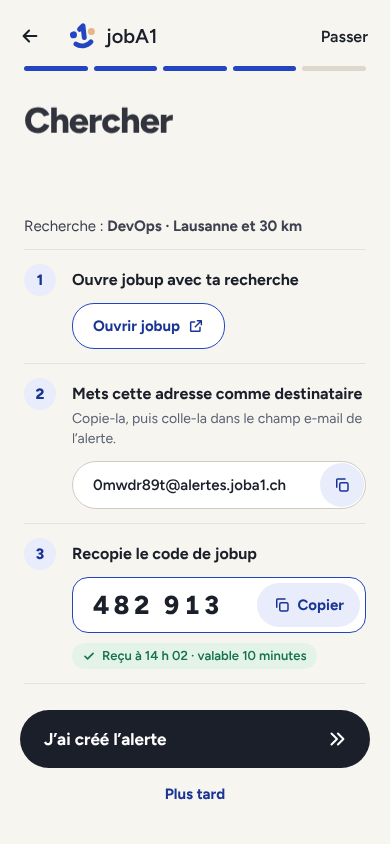 jobA1
Passer
Chercher
Recherche : DevOps · Lausanne et 30 km
1
Ouvre jobup avec ta recherche
Ouvrir jobup
2
Mets cette adresse comme destinataire
Copie-la, puis colle-la dans le champ e-mail de
l’alerte.
0mwdr89t@alertes.joba1.ch
3
Recopie le code de jobup
482 913
Copier
Reçu à 14 h 02 · valable 10 minutes
J’ai créé l’alerte
Plus tard